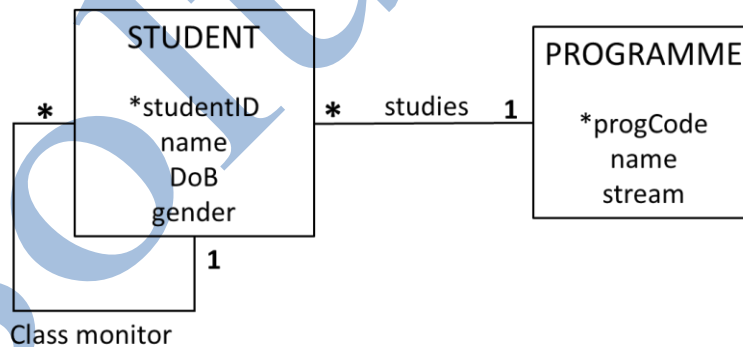 STUDENT
*studentID
name
DoB
gender
*
*
studies
1
PROGRAMME
*progCode
name
stream
1
Class monitor